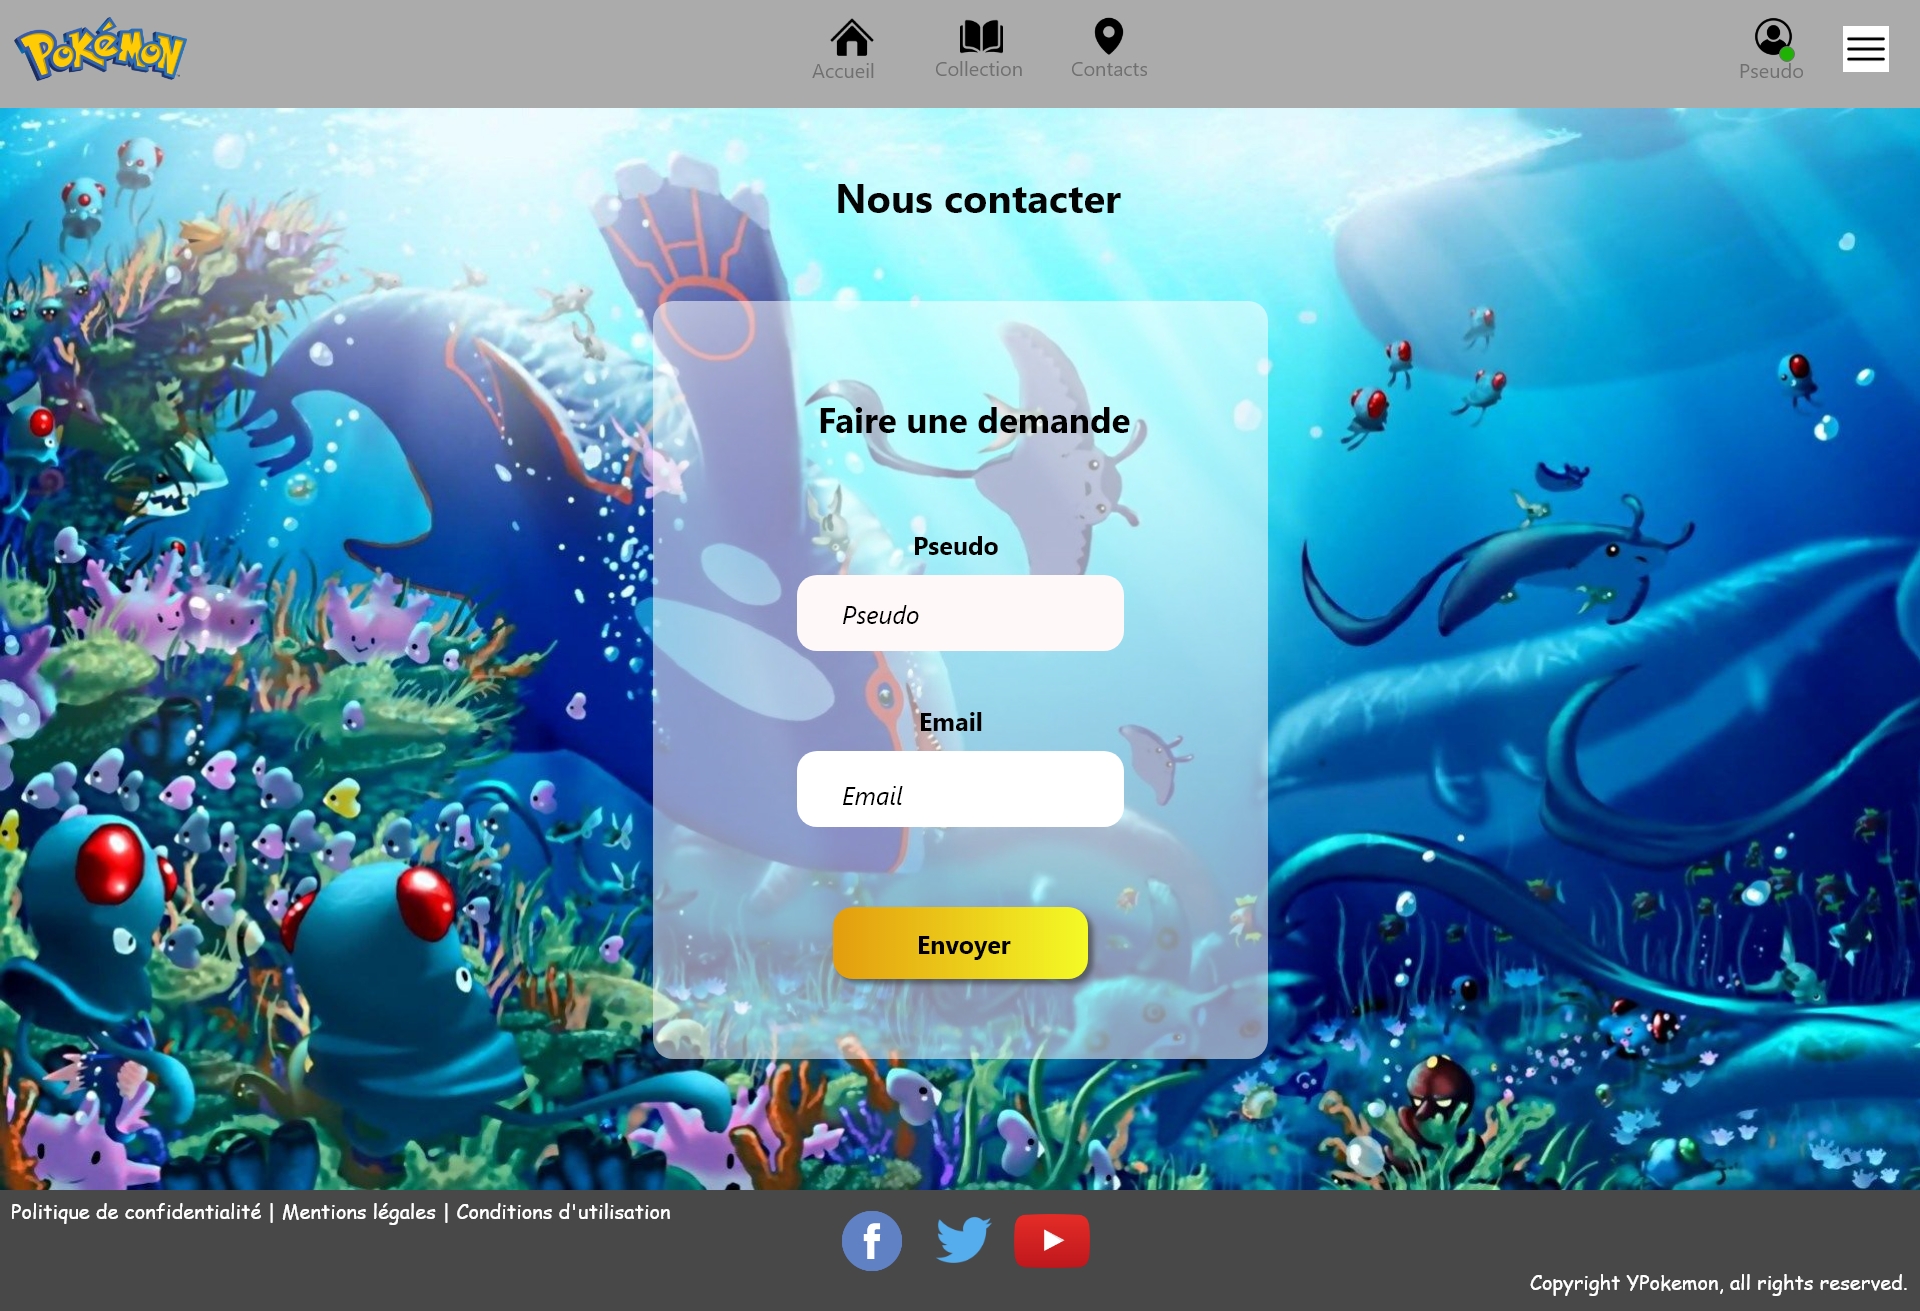 Pokémon
Accueil
Collection
Contacts
Pseudo
Nous contacter
Faire une demande
Pseudo
Pseudo
Email
Email
Envoyer
Politique de confidentialité | Mentions légales | Conditions d'utilisation
f
Copyright YPokemon, all rights reserved.